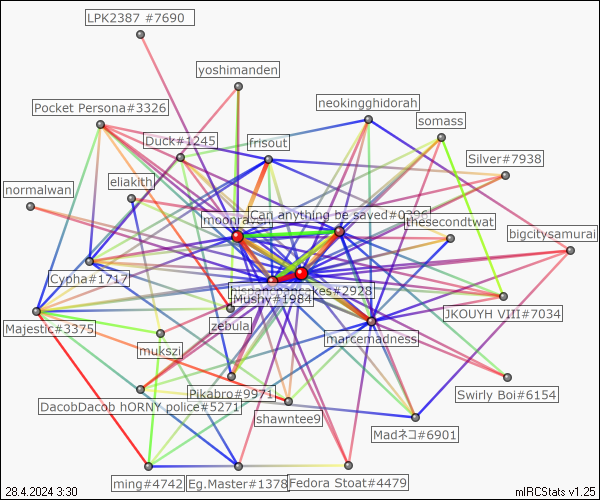 LPK2387 #7690
yoshimanden
Pocket Persona#3326
neokingghidorah
somass
Duck#1245
frisout
Silver#7938
normalwan
eliakith
moonraven
Can anything be saved#0396
thesecondtwat
bigcitysamurai
Cypha#1717
hispanicpancakes#2928
Mushy#1984
Majestic#3375
zebula
JKOUYH VIII#7034
mukszi
marcemadness
Pikabro#9971
Swirly Boi#6154
DacobDacob hORNY police#5271
shawntee9
Madネコ#6901
ming#4742
Eg.Master#1378
Fedora Stoat#4479
28.4.2024 3:30
mIRCStats v1.25